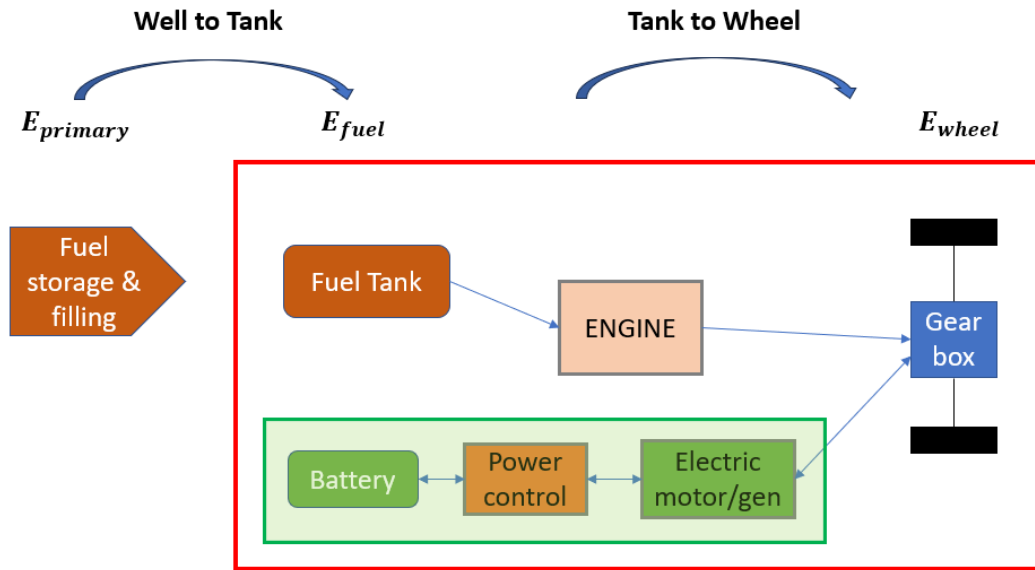 Well to Tank
Tank to Wheel
E_primary
E_fuel
E_wheel
Fuel
storage &
filling
Fuel Tank
ENGINE
Gear
box
Battery
Power
control
Electric
motor/gen